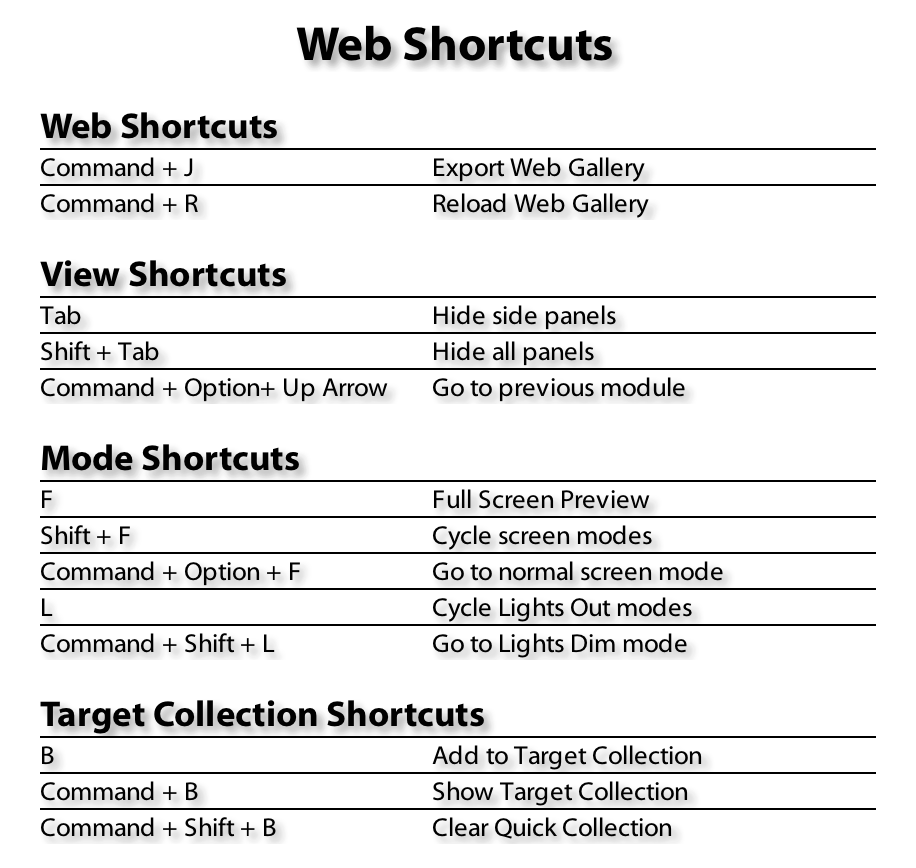 Web Shortcuts
Web Shortcuts
Command + J Export Web Gallery
Command + R Reload Web Gallery
View Shortcuts
Tab Hide side panels
Shift + Tab Hide all panels
Command + Option+ Up Arrow Go to previous module
Mode Shortcuts
F Full Screen Preview
Shift + F Cycle screen modes
Command + Option + F Go to normal screen mode
L Cycle Lights Out modes
Command + Shift + L Go to Lights Dim mode
Target Collection Shortcuts
B Add to Target Collection
Command + B Show Target Collection
Command + Shift + B Clear Quick Collection